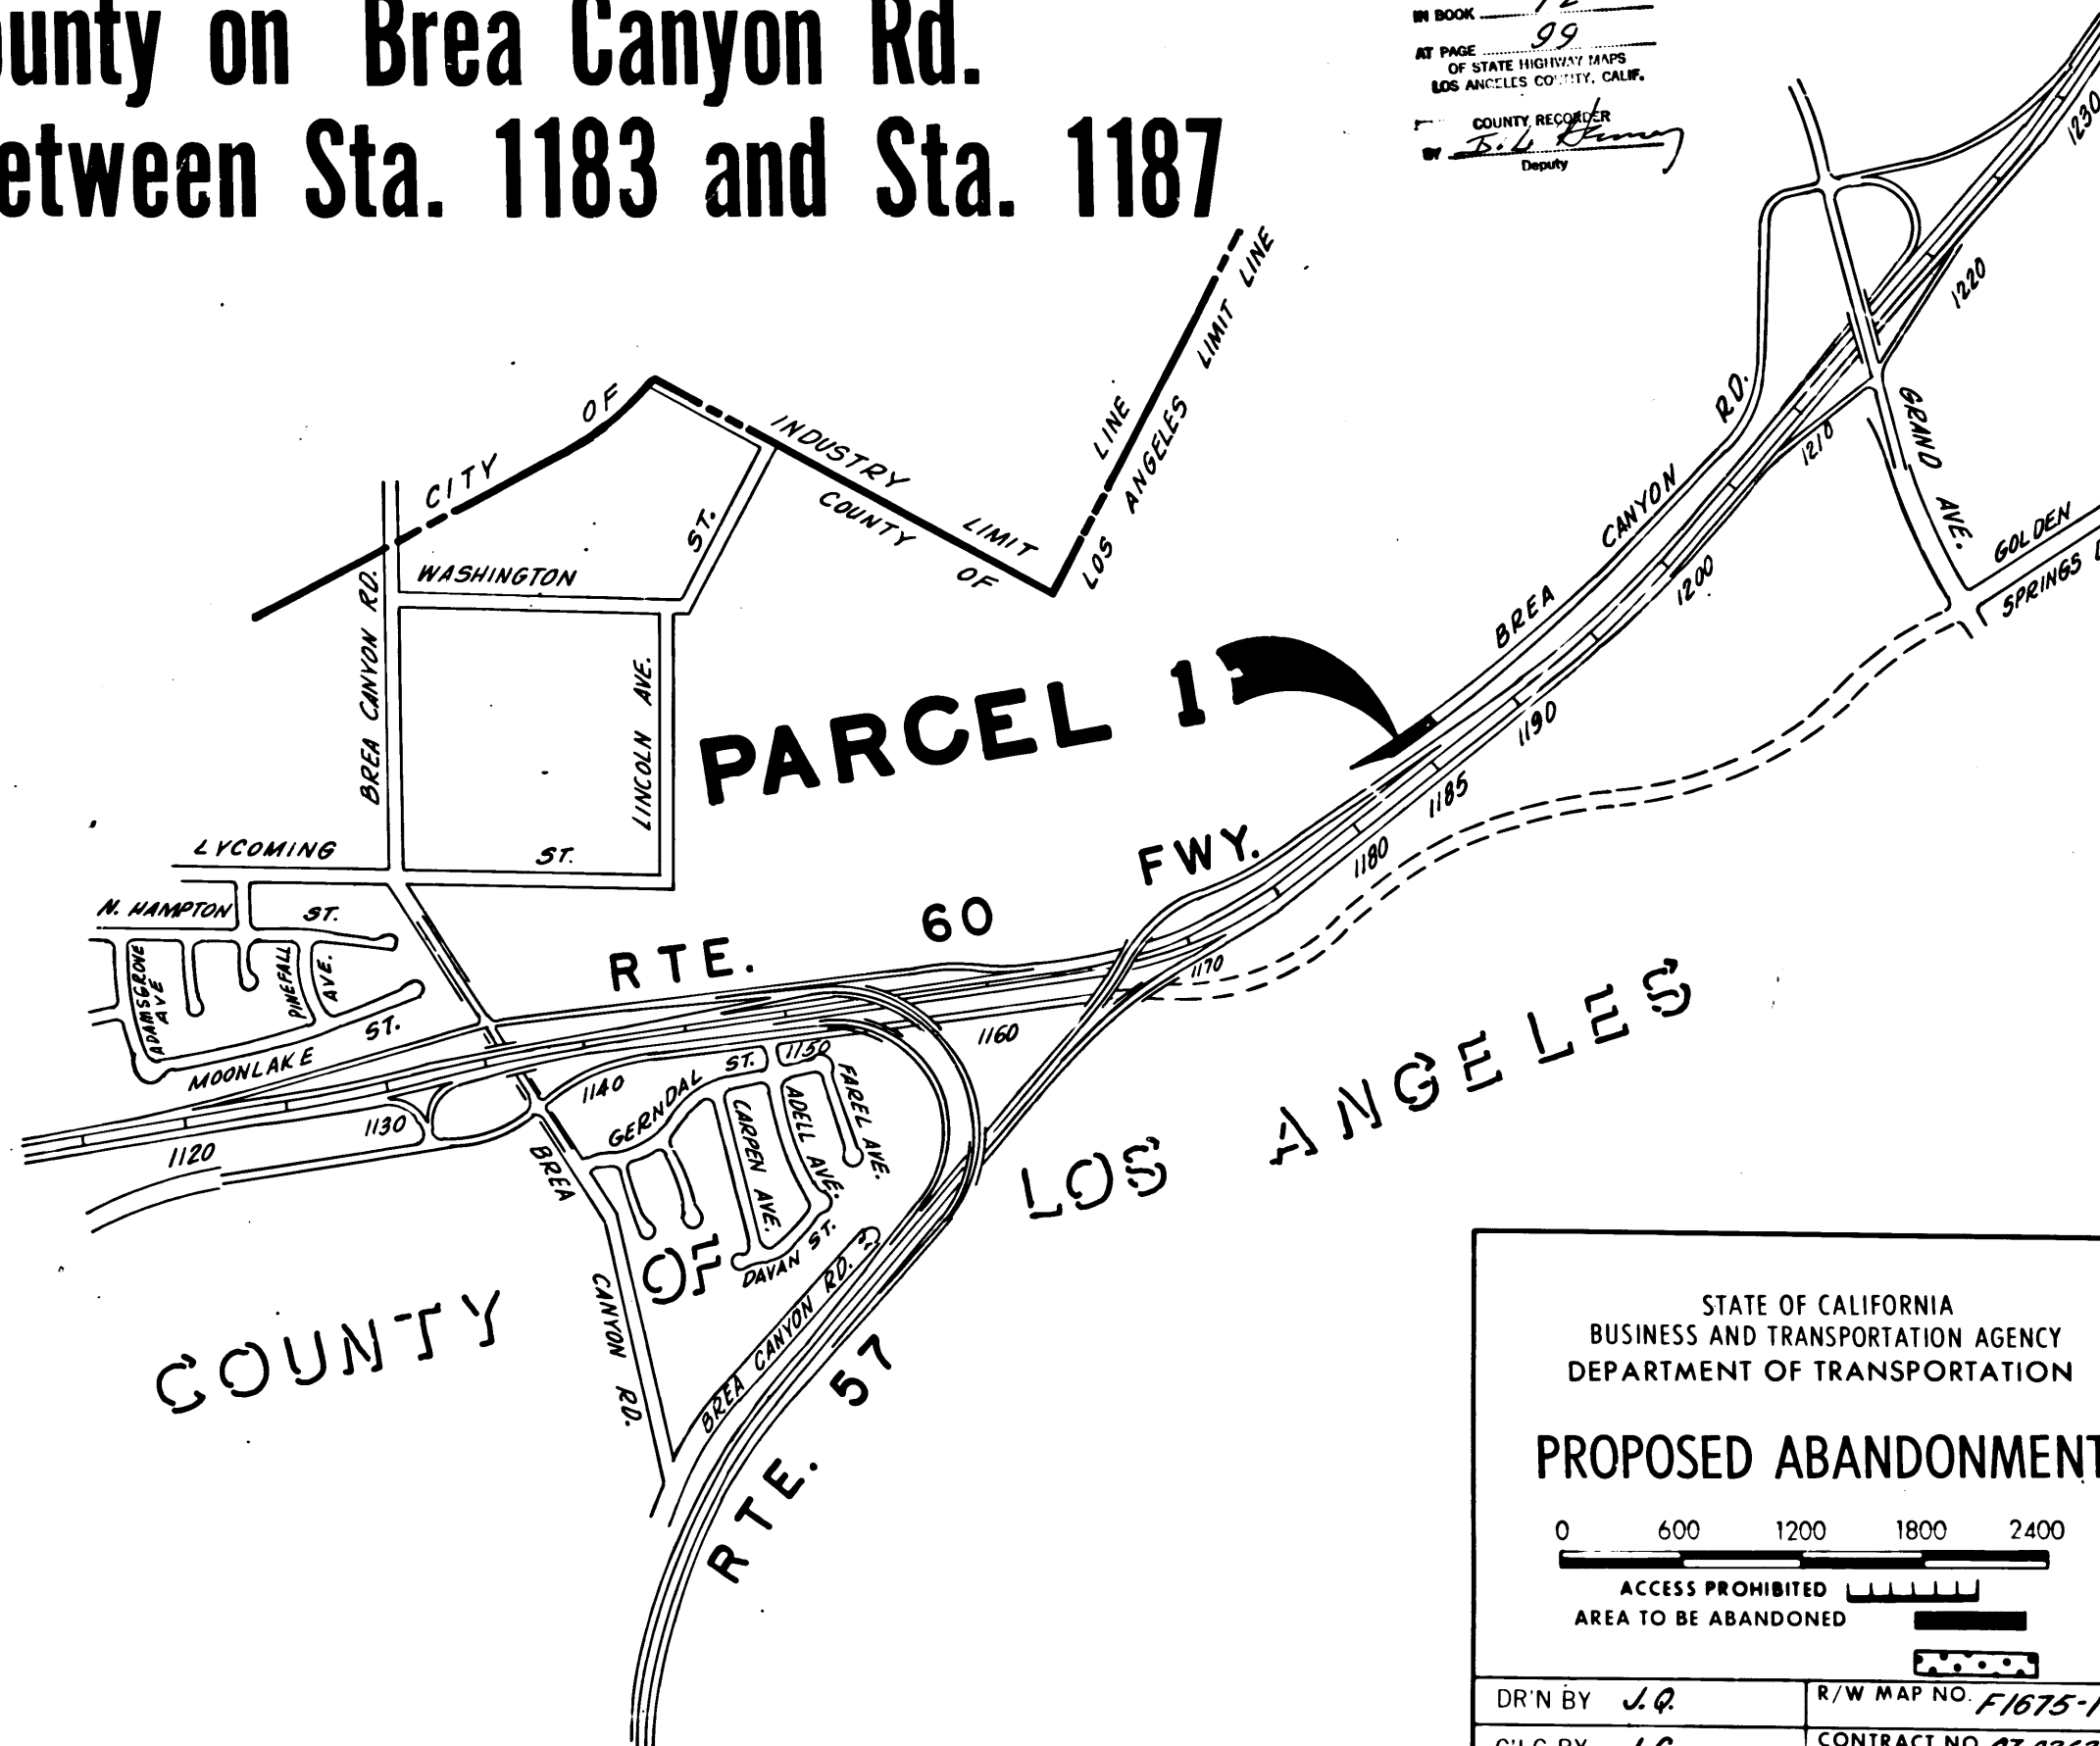 on Brea Canyon Rd.
Sta. 1183 and Sta. 1187
IN BOOK
AT PAGE 99
OF STATE HIGHWAY MAPS
LOS ANGELES COUNTY, CALIF.
COUNTY RECORDER
BY
Deputy
1230
1220
1210
1200
1190
1185
1180
1170
1160
1150
1140
1130
1120
CITY OF INDUSTRY LIMIT LINE
COUNTY OF LOS ANGELES LIMIT LINE
BREA CANYON RD.
WASHINGTON ST.
LINCOLN AVE.
BREA CANYON RD.
GRAND AVE.
GOLDEN
SPRINGS
PARCEL 1
LYCOMING ST.
N. HAMPTON ST.
ADAMSGROVE AVE
PINEFALL AVE.
MOONLAKE ST.
RTE. 60 FWY.
GERNDAL ST.
CARPEN AVE.
ADELL AVE.
FAREL AVE.
DAVAN ST.
BREA CANYON RD.
BREA CANYON RD.
RTE. 57
COUNTY OF LOS ANGELES
STATE OF CALIFORNIA
BUSINESS AND TRANSPORTATION AGENCY
DEPARTMENT OF TRANSPORTATION
PROPOSED ABANDONMENT
0 600 1200 1800 2400
ACCESS PROHIBITED
AREA TO BE ABANDONED
DR'N BY J.Q.
R/W MAP NO. F1675-1
CONTRACT NO.